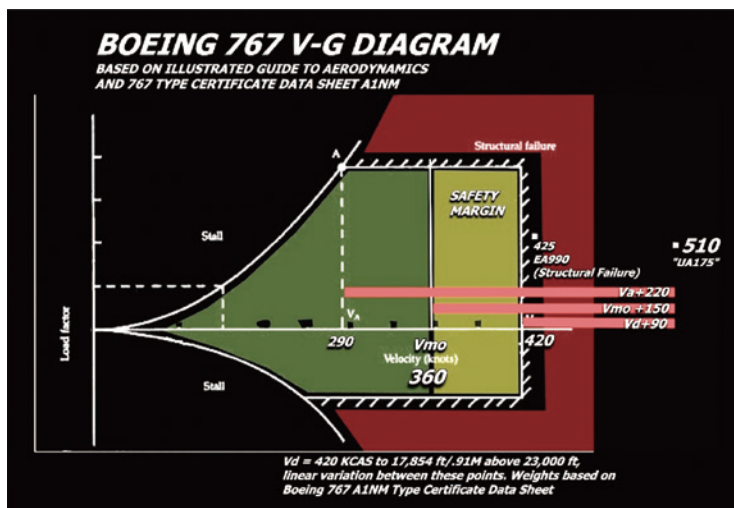 BOEING 767 V-G DIAGRAM
BASED ON ILLUSTRATED GUIDE TO AERODYNAMICS
AND 767 TYPE CERTIFICATE DATA SHEET A1NM
Structural failure
A
SAFETY
MARGIN
Stall
425
EA990
(Structural Failure)
510
"UA175"
Va+220
Vmo +150
Vd+90
Load factor
VA
290
Vmo
420
Velocity (knots)
360
Stall
Vd = 420 KCAS to 17,854 ft/.91M above 23,000 ft,
linear variation between these points. Weights based on
Boeing 767 A1NM Type Certificate Data Sheet